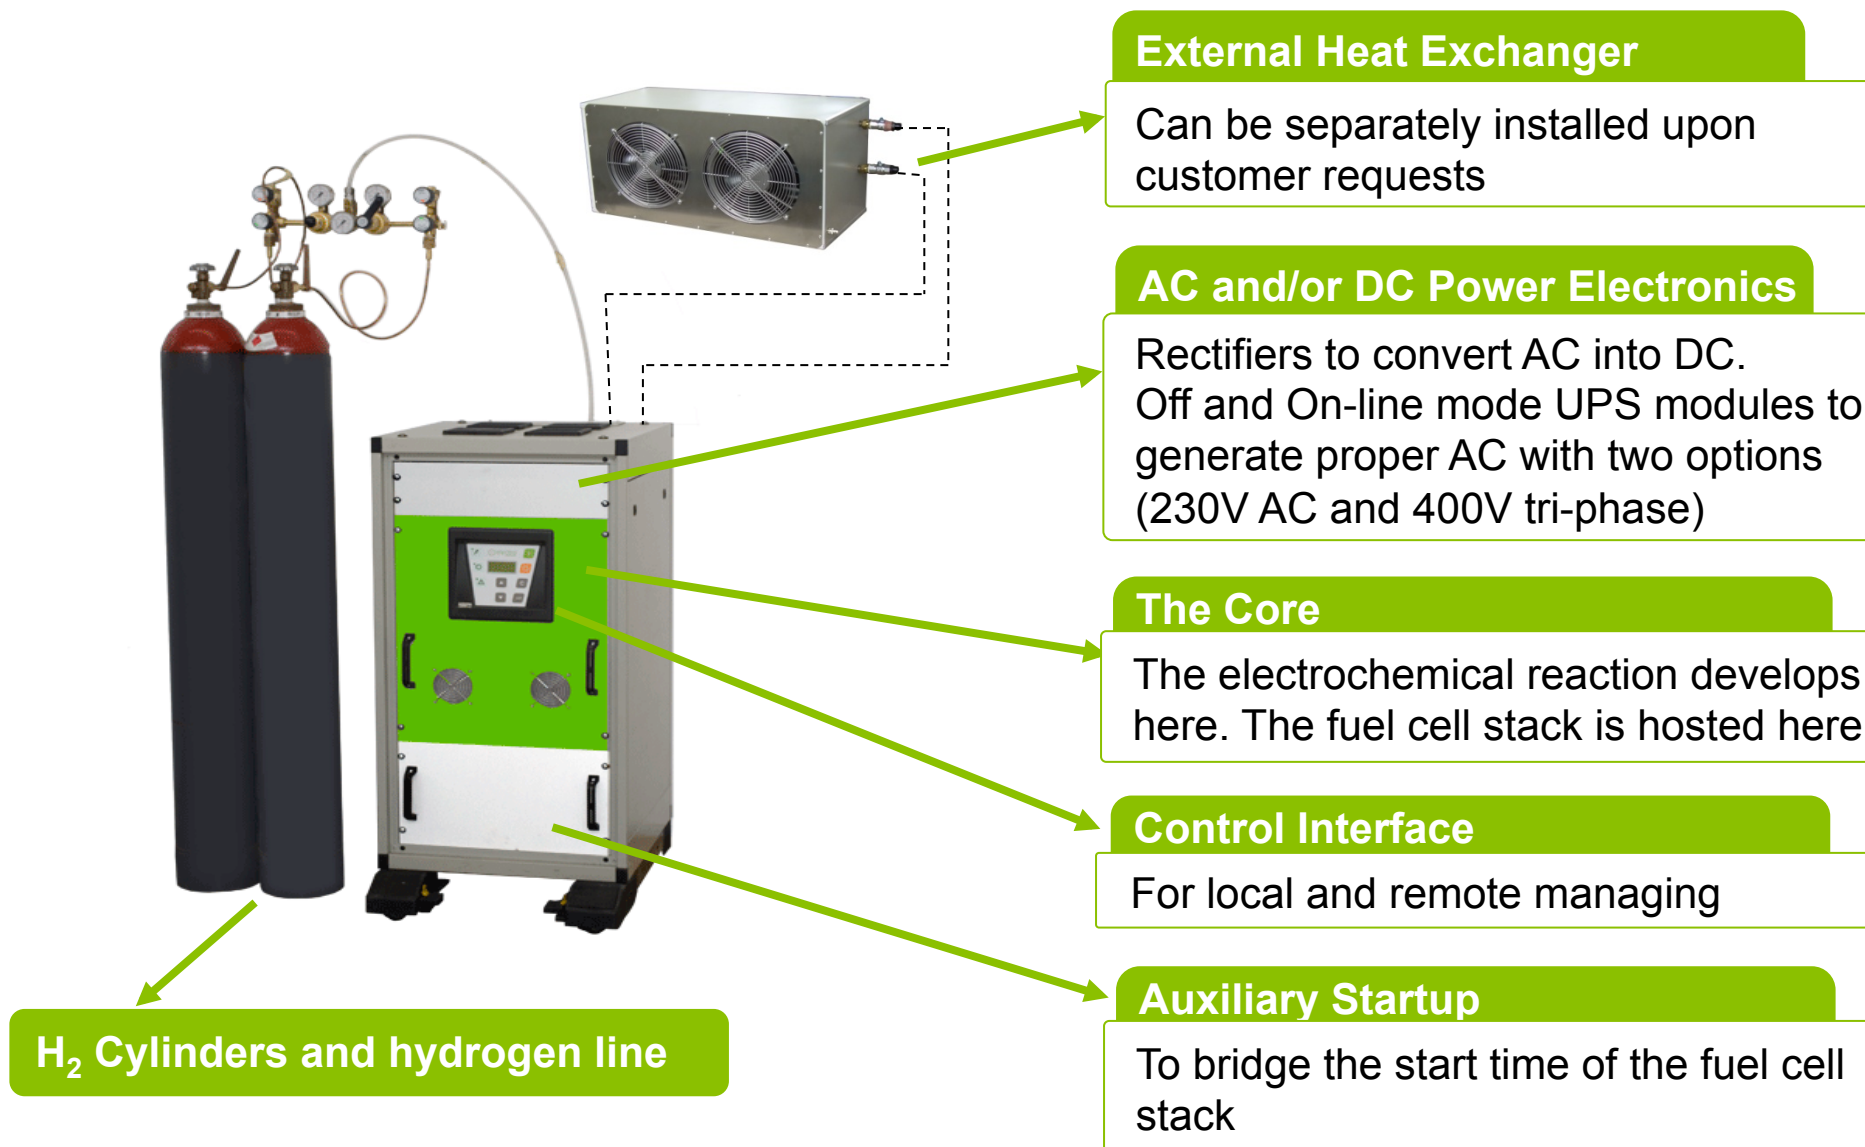 External Heat Exchanger
Can be separately installed upon
customer requests
AC and/or DC Power Electronics
Rectifiers to convert AC into DC.
Off and On-line mode UPS modules to
generate proper AC with two options
(230V AC and 400V tri-phase)
The Core
The electrochemical reaction develops
here. The fuel cell stack is hosted here
Control Interface
For local and remote managing
Auxiliary Startup
To bridge the start time of the fuel cell
stack
H₂ Cylinders and hydrogen line